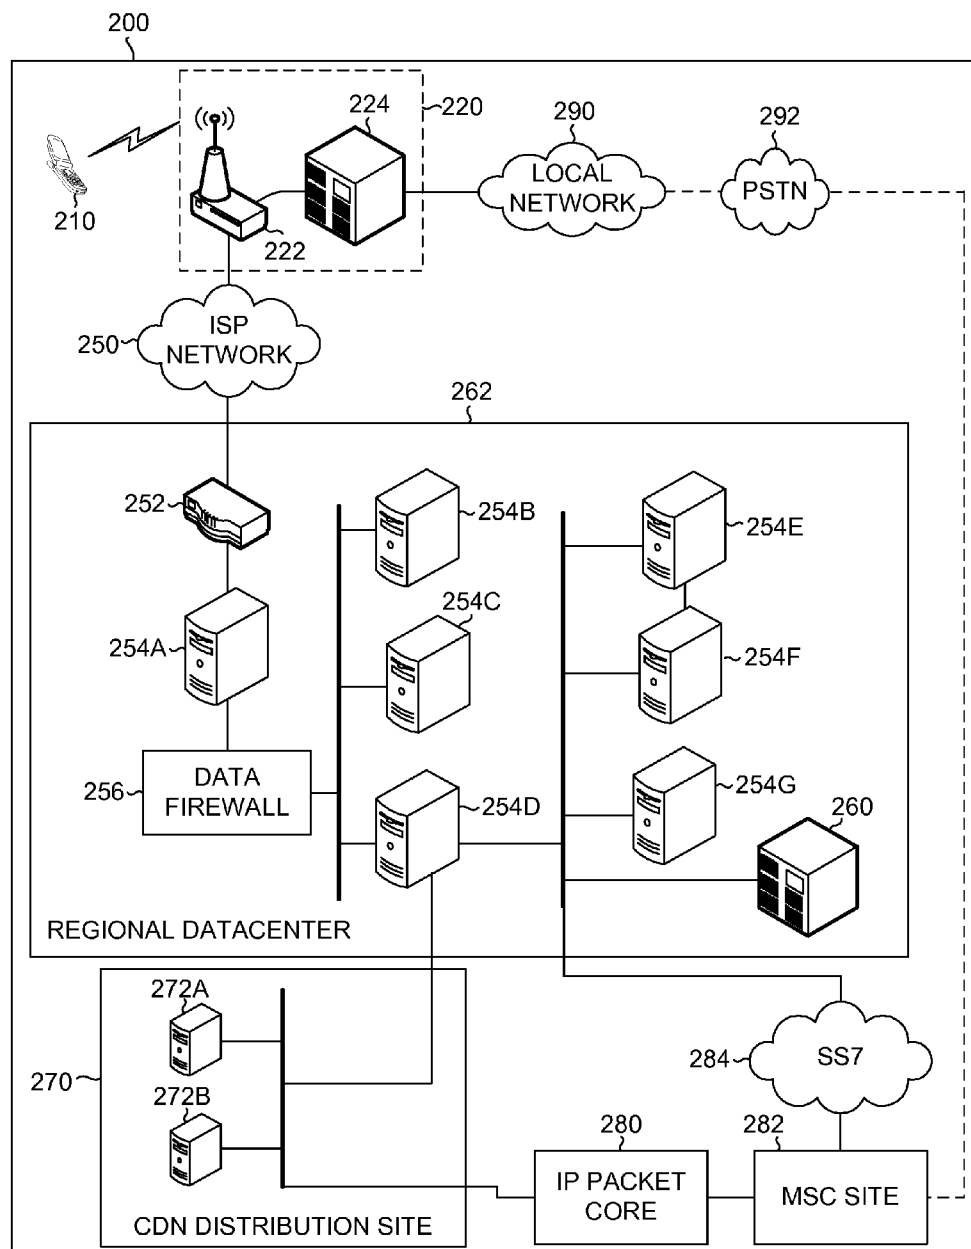 200
224
220
290
292
LOCAL
NETWORK
PSTN
210
222
ISP
NETWORK
250
262
252
254B
254E
254C
254A
254F
DATA
FIREWALL
256
254D
254G
260
REGIONAL DATACENTER
272A
SS7
284
270
272B
280
282
IP PACKET
CORE
MSC SITE
CDN DISTRIBUTION SITE